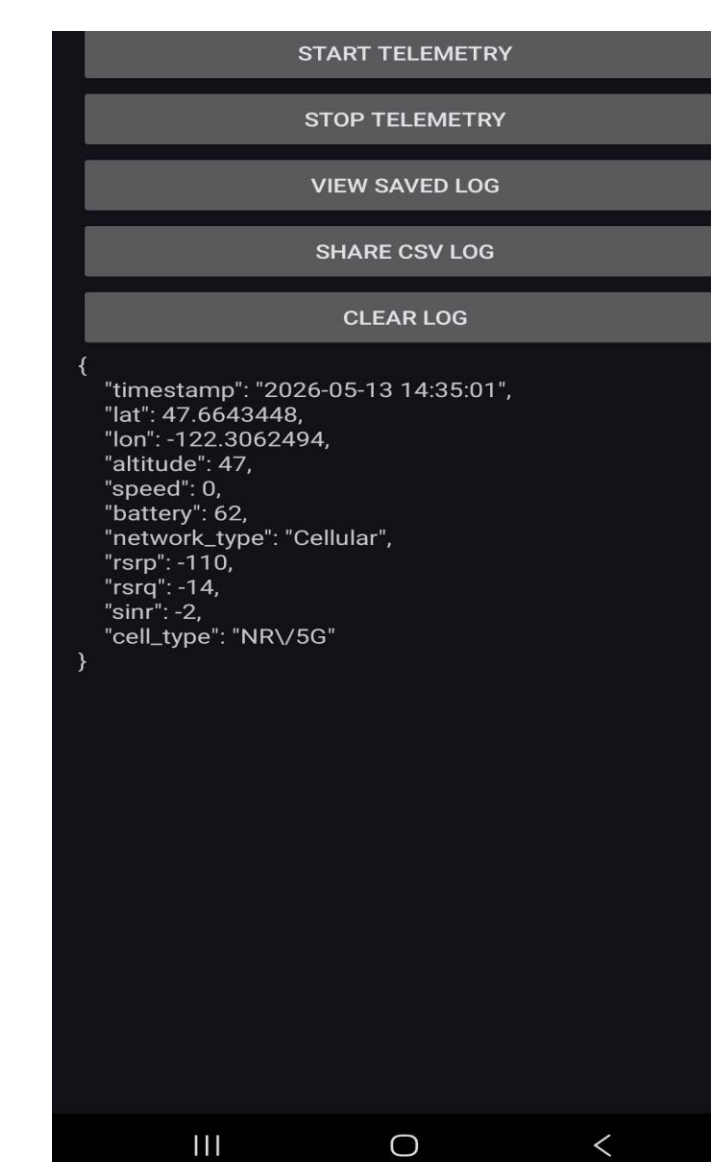 START TELEMETRY
STOP TELEMETRY
VIEW SAVED LOG
SHARE CSV LOG
CLEAR LOG
{
"timestamp": "2026-05-13 14:35:01",
"lat": 47.6643448,
"lon": -122.3062494,
"altitude": 47,
"speed": 0,
"battery": 62,
"network_type": "Cellular",
"rsrp": -110,
"rsrq": -14,
"sinr": -2,
"cell_type": "NR\/5G"
}